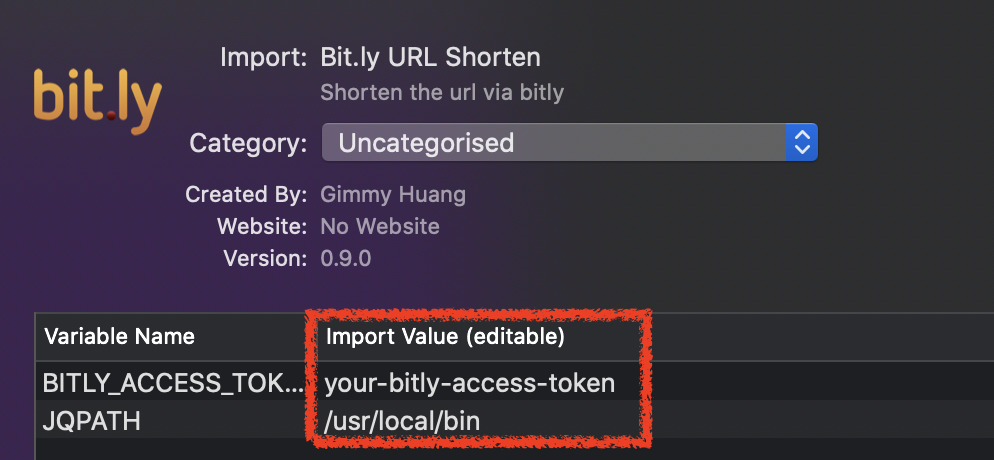 bit.ly
Import: Bit.ly URL Shorten
Shorten the url via bitly
Category: Uncategorised
Created By: Gimmy Huang
Website: No Website
Version: 0.9.0
Variable Name Import Value (editable)
BITLY_ACCESS_TOK... your-bitly-access-token
JQPATH /usr/local/bin